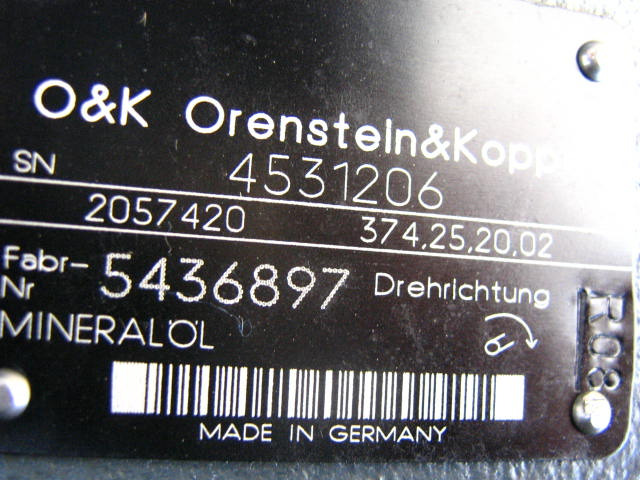 O&K Orenstein&Kopp
SN 4531206
2057420 374,25,20,02
Fabr-
Nr 5436897 Drehrichtung
MINERALÖL
R08
MADE IN GERMANY